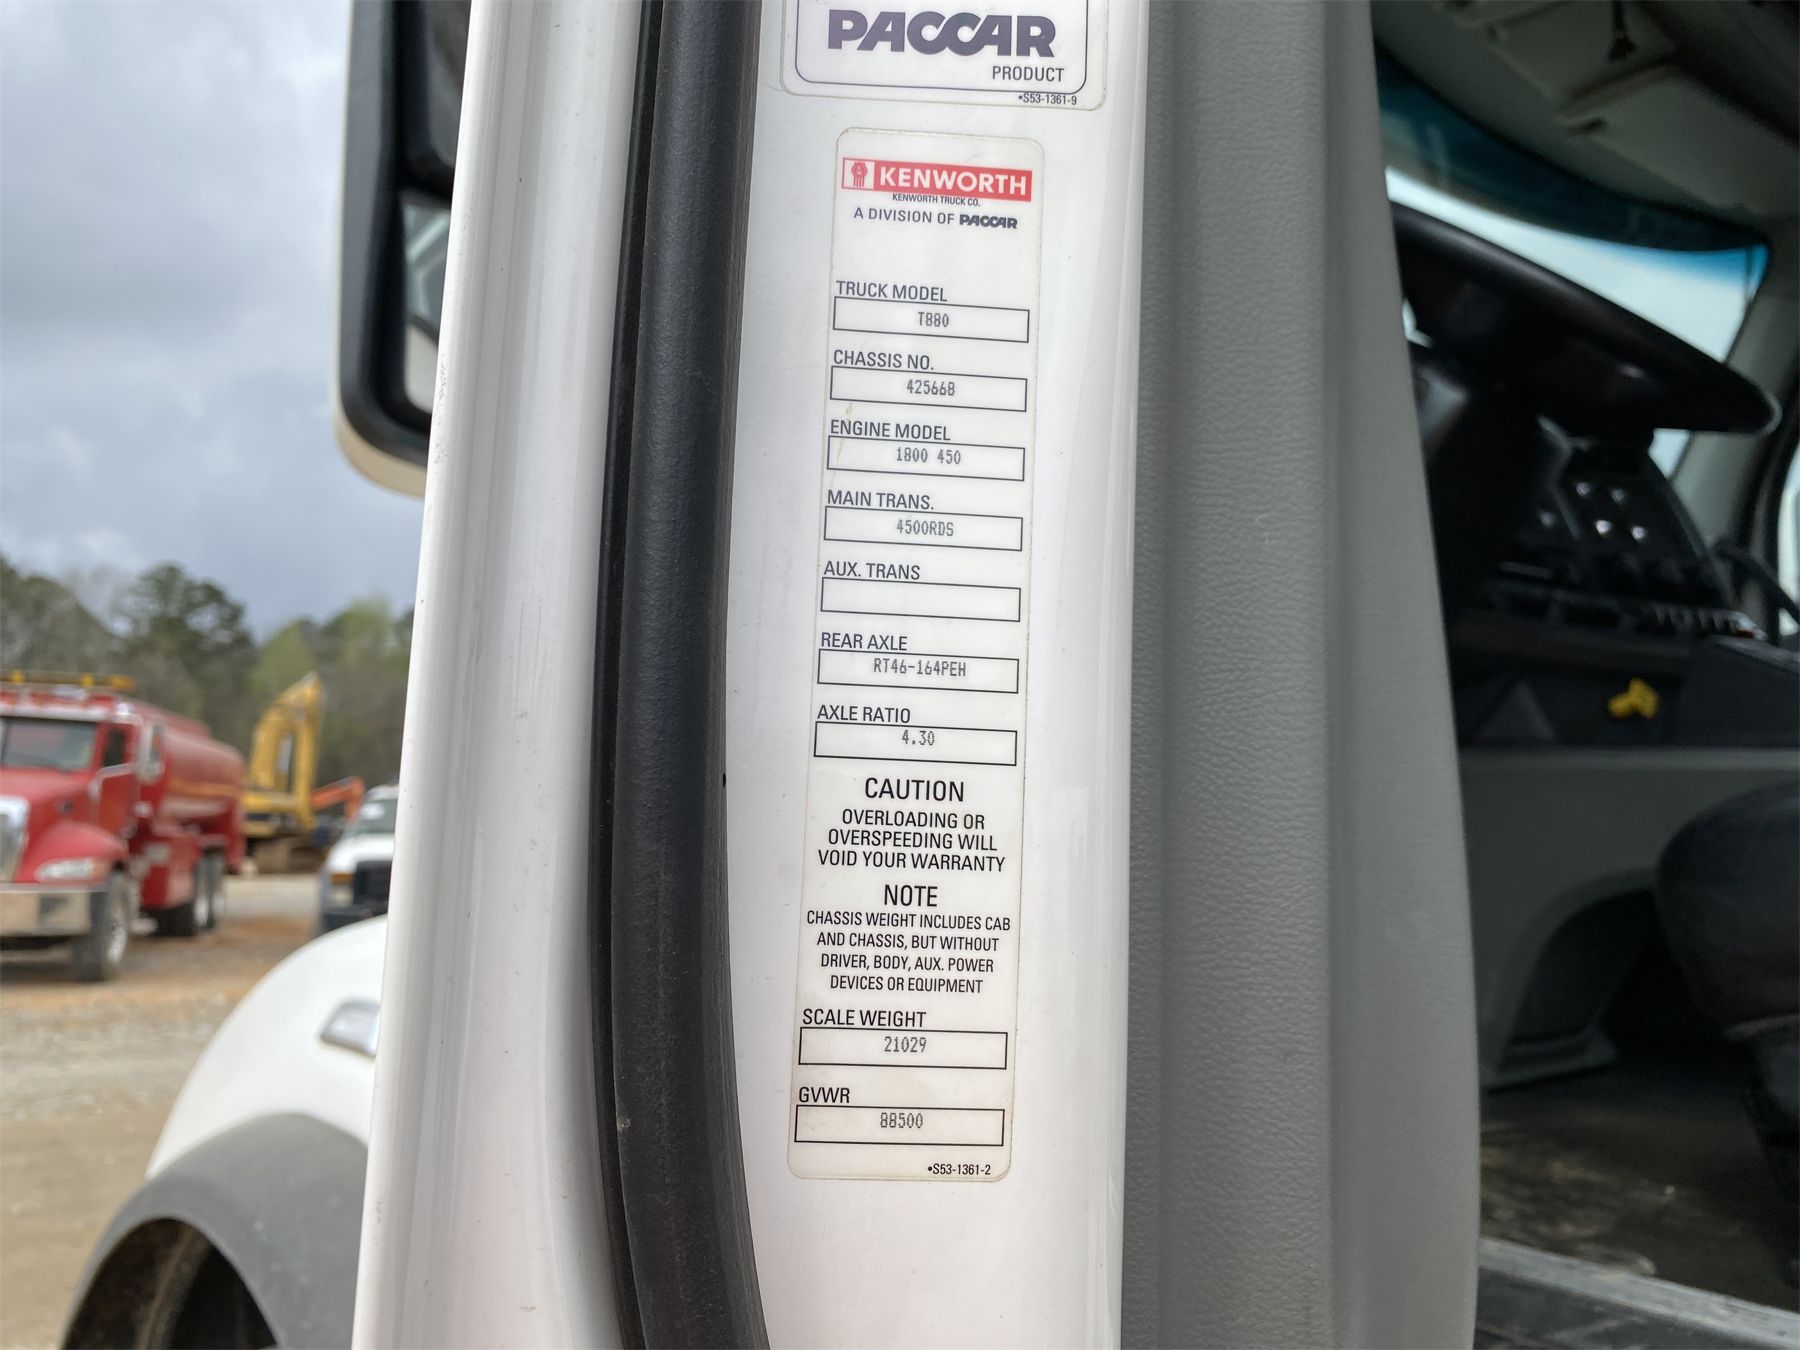 PACCAR
PRODUCT
•S53-1361-9
KENWORTH
KENWORTH TRUCK CO.
A DIVISION OF PACCAR
TRUCK MODEL
T880
CHASSIS NO.
425668
ENGINE MODEL
1800 450
MAIN TRANS.
4500RDS
AUX. TRANS
REAR AXLE
RT46-164PEH
AXLE RATIO
4.30
CAUTION
OVERLOADING OR
OVERSPEEDING WILL
VOID YOUR WARRANTY
NOTE
CHASSIS WEIGHT INCLUDES CAB
AND CHASSIS, BUT WITHOUT
DRIVER, BODY, AUX. POWER
DEVICES OR EQUIPMENT
SCALE WEIGHT
21029
GVWR
88500
•S53-1361-2